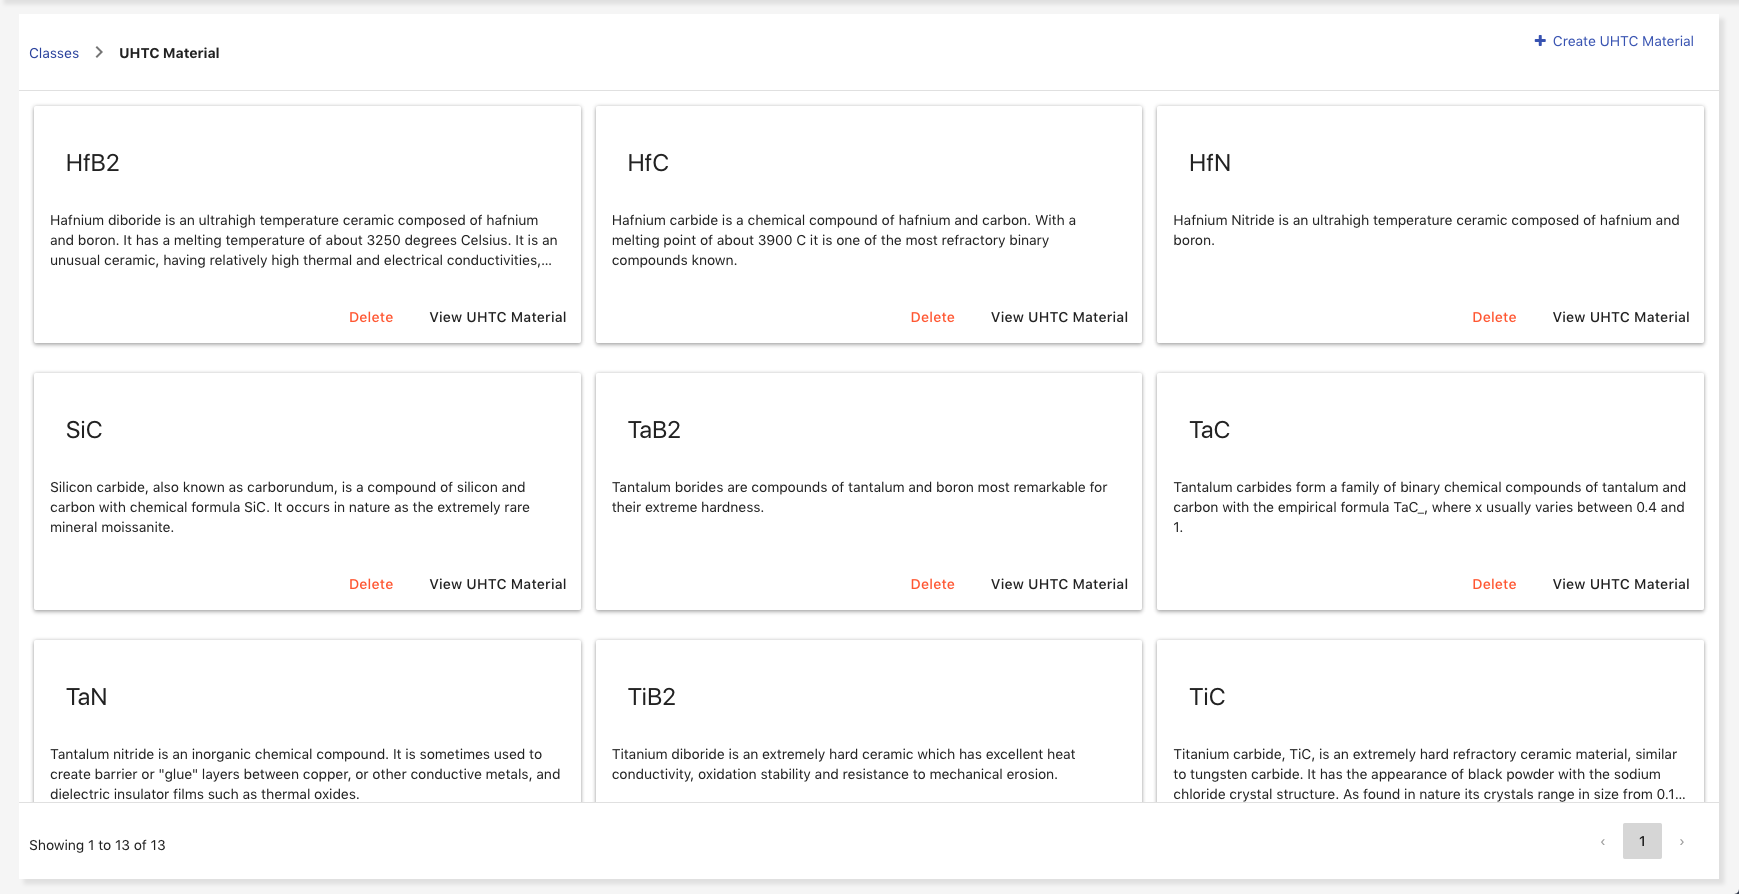 Classes > UHTC Material
+ Create UHTC Material
HfB2
Hafnium diboride is an ultrahigh temperature ceramic composed of hafnium
and boron. It has a melting temperature of about 3250 degrees Celsius. It is an
unusual ceramic, having relatively high thermal and electrical conductivities,...
Delete View UHTC Material
HfC
Hafnium carbide is a chemical compound of hafnium and carbon. With a
melting point of about 3900 C it is one of the most refractory binary
compounds known.
Delete View UHTC Material
HfN
Hafnium Nitride is an ultrahigh temperature ceramic composed of hafnium and
boron.
Delete View UHTC Material
SiC
Silicon carbide, also known as carborundum, is a compound of silicon and
carbon with chemical formula SiC. It occurs in nature as the extremely rare
mineral moissanite.
Delete View UHTC Material
TaB2
Tantalum borides are compounds of tantalum and boron most remarkable for
their extreme hardness.
Delete View UHTC Material
TaC
Tantalum carbides form a family of binary chemical compounds of tantalum and
carbon with the empirical formula TaC_, where x usually varies between 0.4 and
1.
Delete View UHTC Material
TaN
Tantalum nitride is an inorganic chemical compound. It is sometimes used to
create barrier or "glue" layers between copper, or other conductive metals, and
dielectric insulator films such as thermal oxides.
TiB2
Titanium diboride is an extremely hard ceramic which has excellent heat
conductivity, oxidation stability and resistance to mechanical erosion.
TiC
Titanium carbide, TiC, is an extremely hard refractory ceramic material, similar
to tungsten carbide. It has the appearance of black powder with the sodium
chloride crystal structure. As found in nature its crystals range in size from 0.1...
Showing 1 to 13 of 13
‹ 1 ›